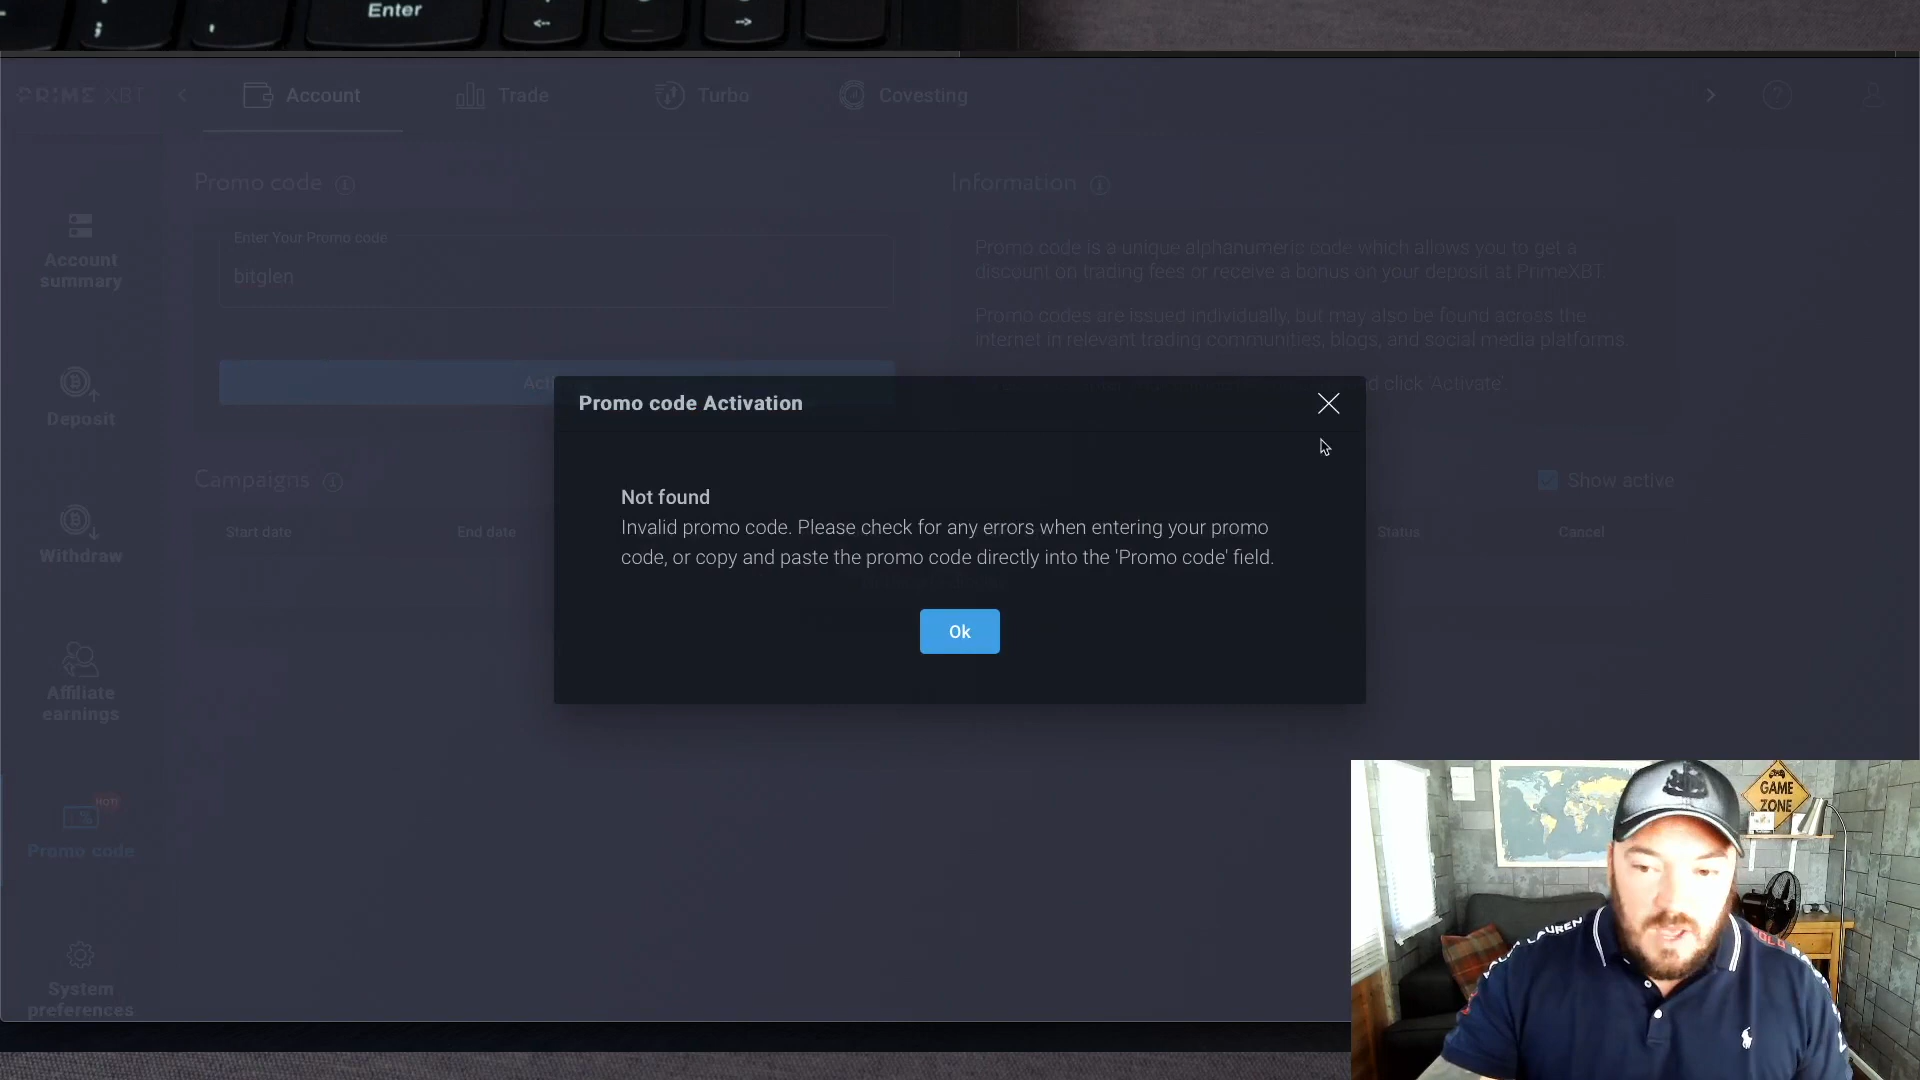 Enter
;
,
PRIME XBT
Account
Trade
Turbo
Covesting
?
Promo code
Information
Enter Your Promo code
bitglen
Promo code is a unique alphanumeric code which allows you to get a
discount on trading fees or receive a bonus on your deposit at PrimeXBT.
Promo codes are issued individually, but may also be found across the
internet in relevant trading communities, blogs, and social media platforms.
d click 'Activate'.
Account
summary
Deposit
Withdraw
Affiliate
earnings
HOT!
Promo code
System
preferences
Campaigns
Show active
Start date
End date
Status
Cancel
Promo code Activation
Not found
Invalid promo code. Please check for any errors when entering your promo
code, or copy and paste the promo code directly into the 'Promo code' field.
Ok
GAME
ZONE
LAUREN
POLO